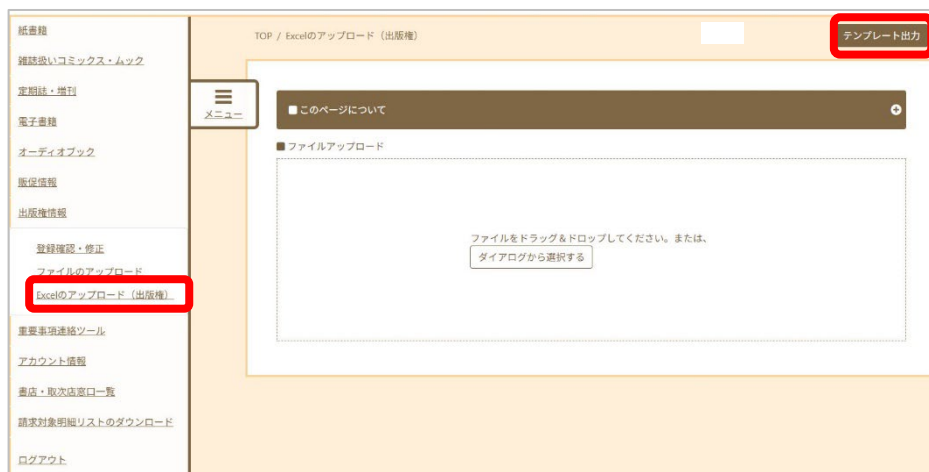 紙書籍
雑誌扱いコミックス・ムック
定期誌・増刊
電子書籍
オーディオブック
販促情報
出版権情報
登録確認・修正
ファイルのアップロード
Excelのアップロード（出版権）
重要事項連絡ツール
アカウント情報
書店・取次店窓口一覧
請求対象明細リストのダウンロード
ログアウト
メニュー
TOP / Excelのアップロード（出版権）
テンプレート出力
このページについて
ファイルアップロード
ファイルをドラッグ&ドロップしてください。または、
ダイアログから選択する